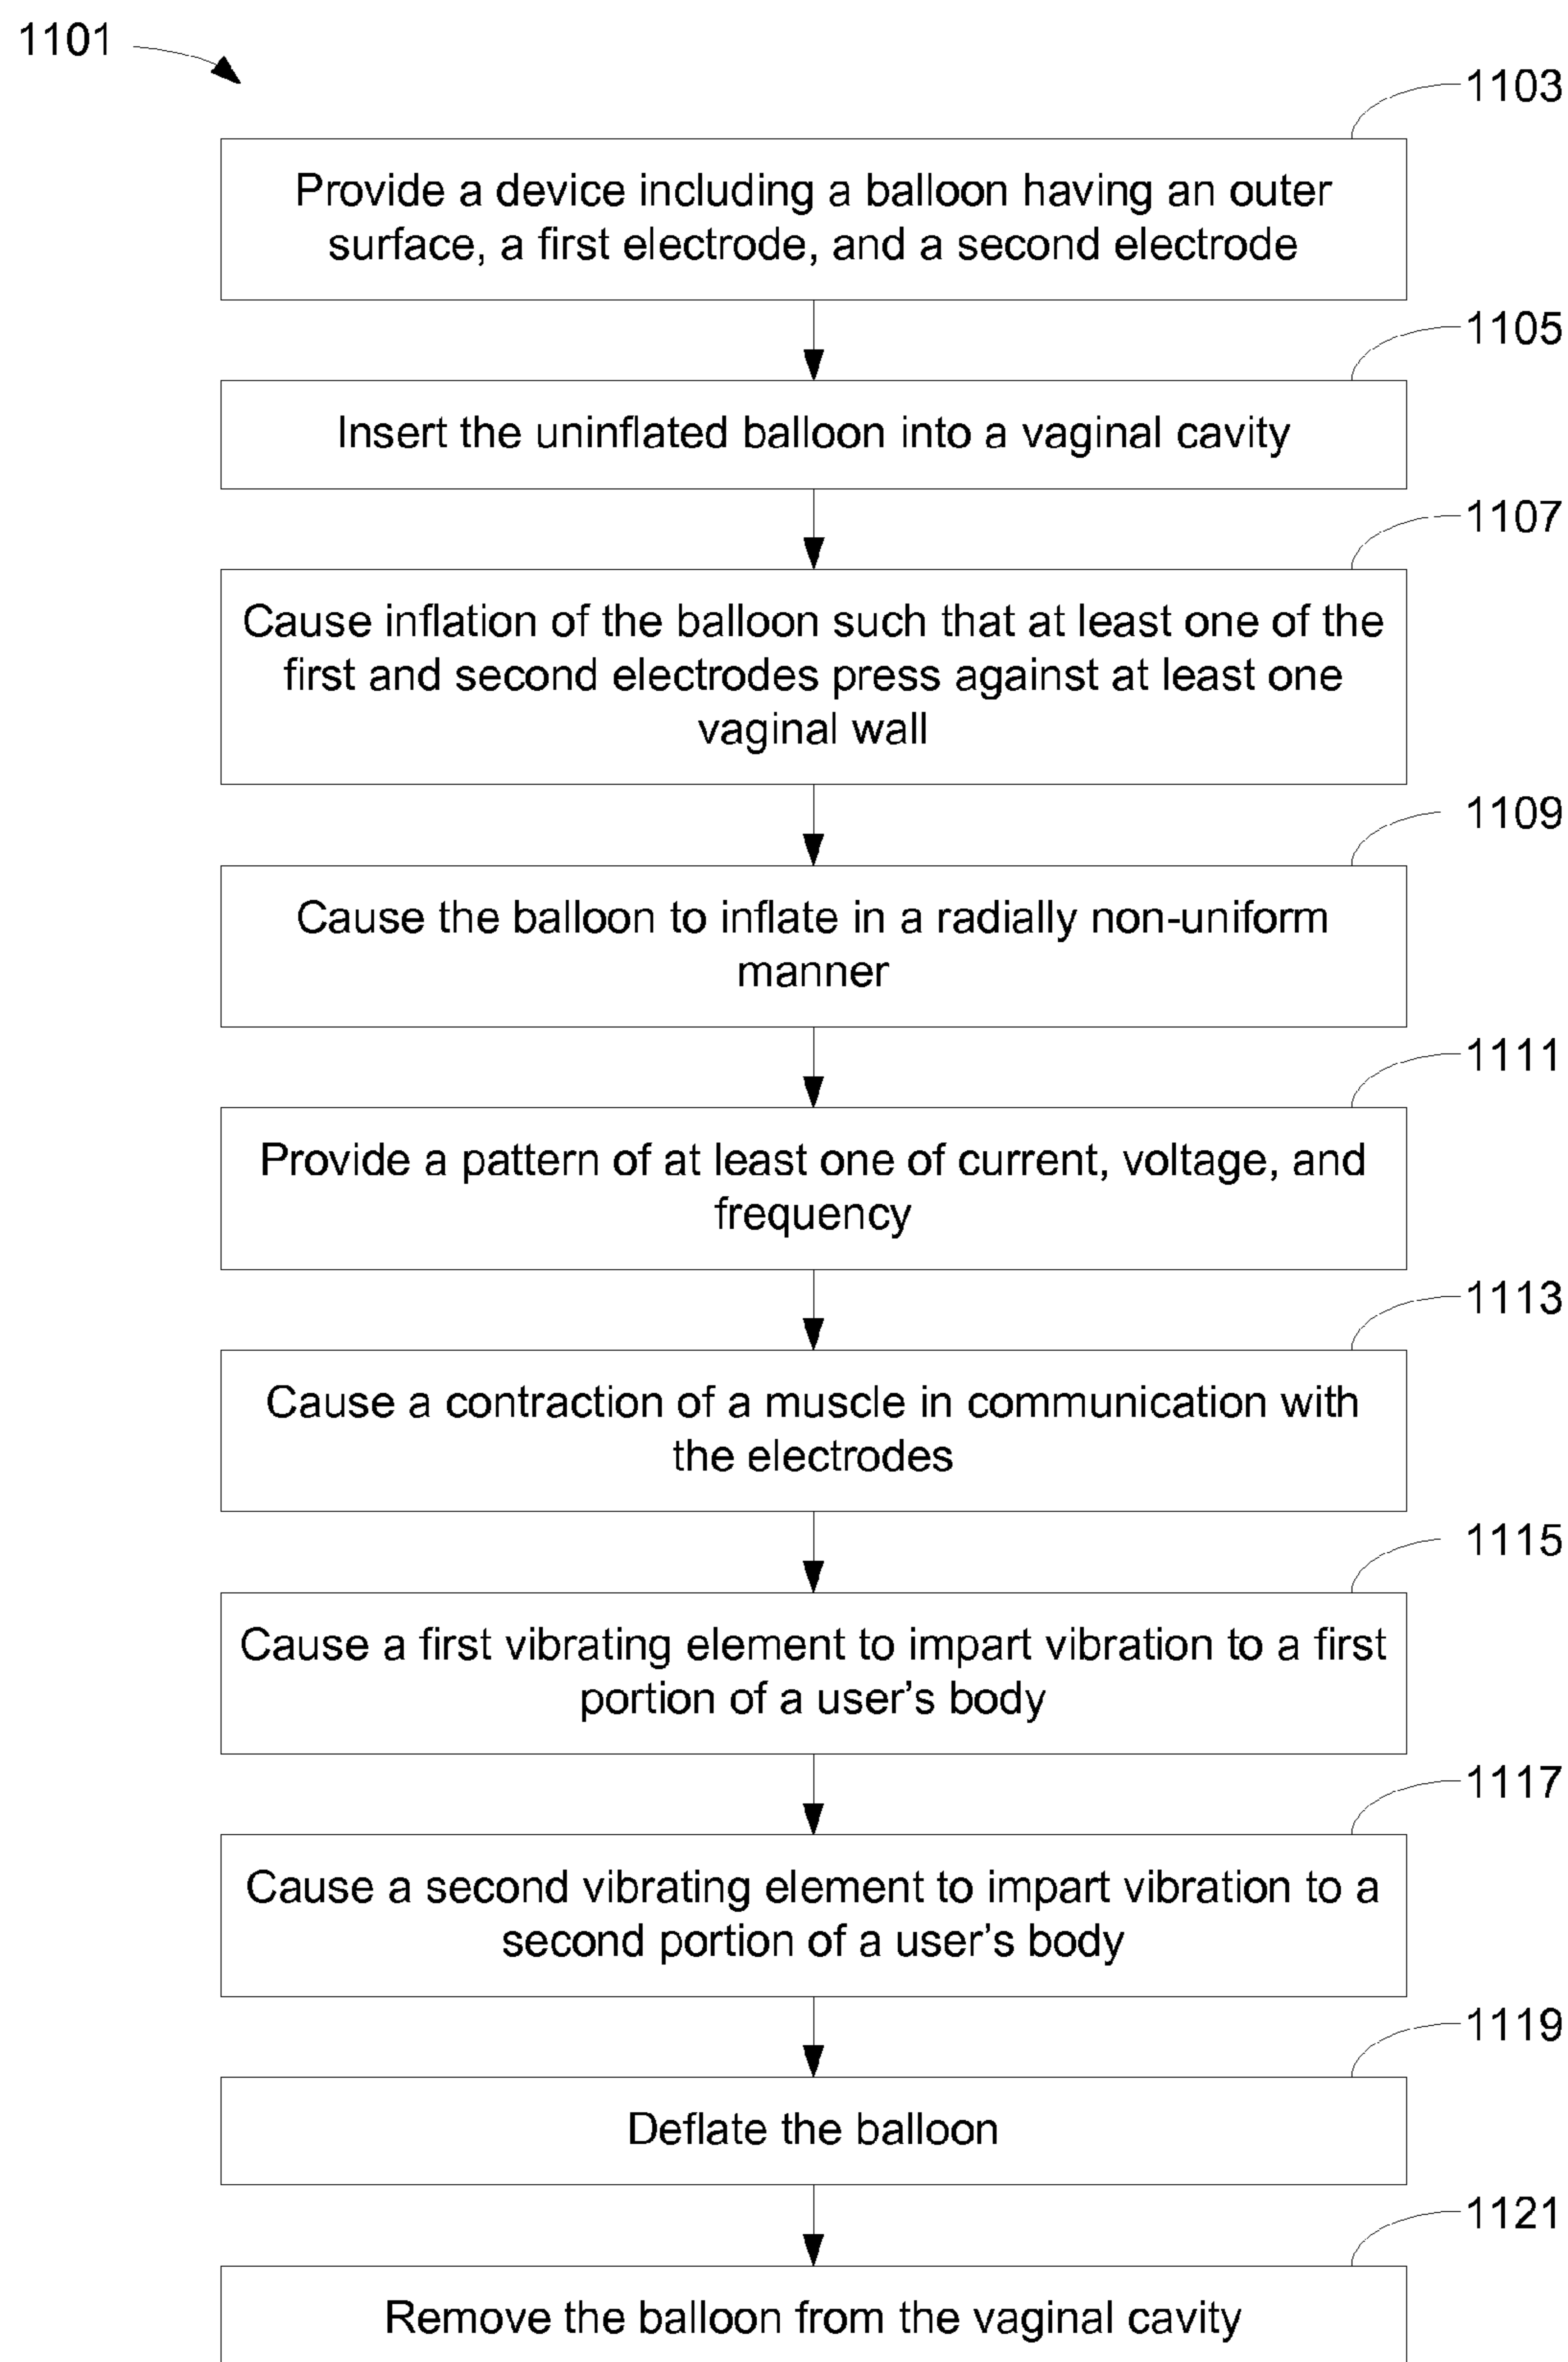 1101
1103
Provide a device including a balloon having an outer
surface, a first electrode, and a second electrode
1105
Insert the uninflated balloon into a vaginal cavity
1107
Cause inflation of the balloon such that at least one of the
first and second electrodes press against at least one
vaginal wall
1109
Cause the balloon to inflate in a radially non-uniform
manner
1111
Provide a pattern of at least one of current, voltage, and
frequency
1113
Cause a contraction of a muscle in communication with
the electrodes
1115
Cause a first vibrating element to impart vibration to a first
portion of a user's body
1117
Cause a second vibrating element to impart vibration to a
second portion of a user's body
1119
Deflate the balloon
1121
Remove the balloon from the vaginal cavity